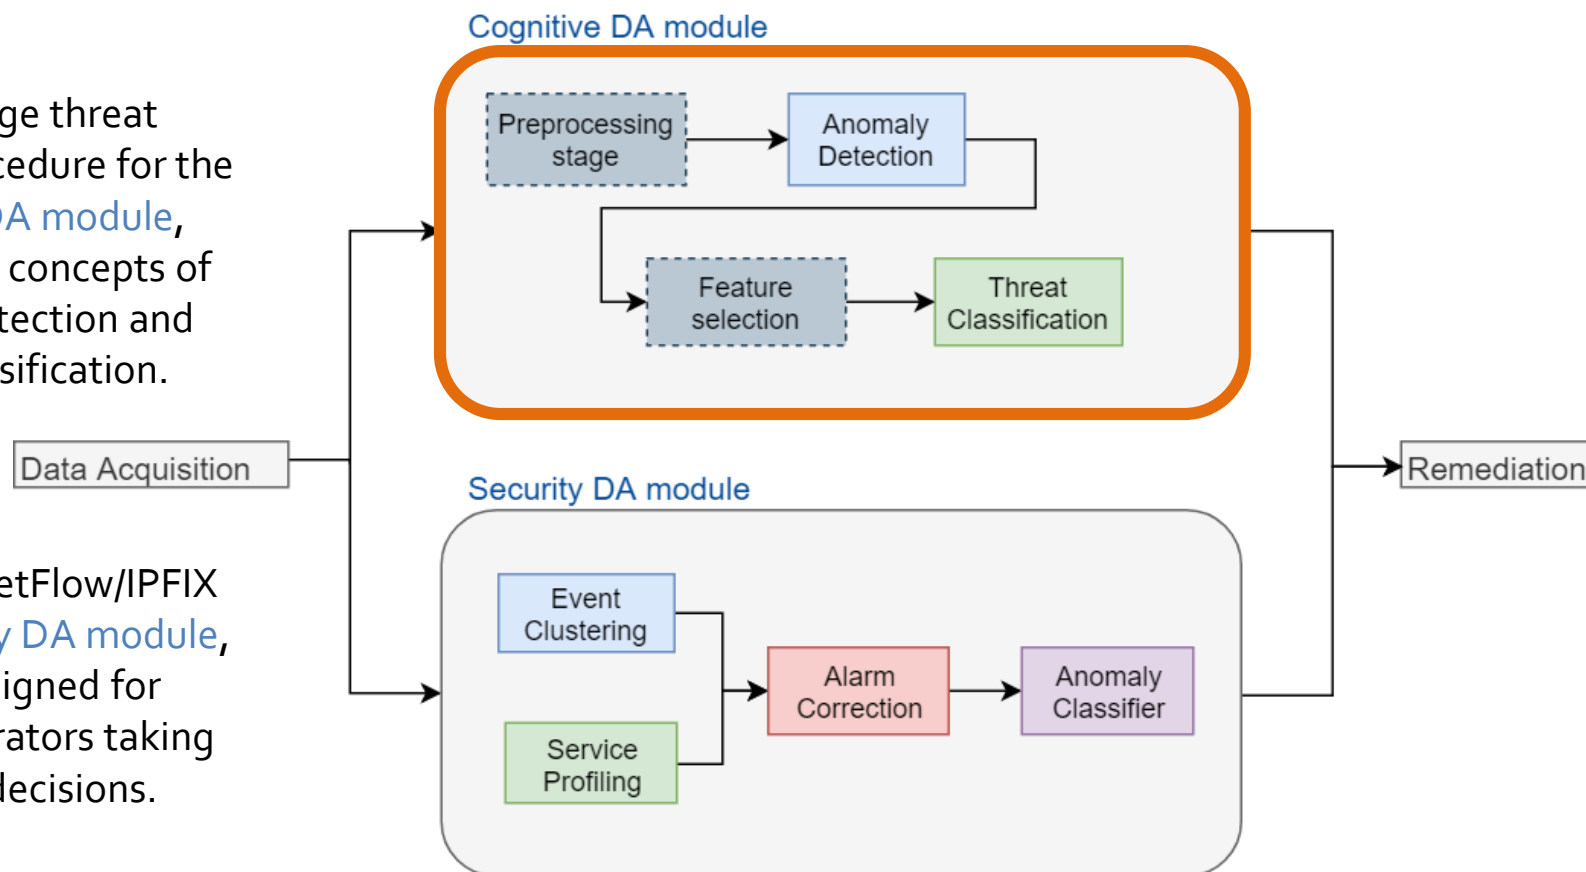 Cognitive DA module
ge threat
cedure for the
DA module,
concepts of
tection and
sification.
Preprocessing
stage
Anomaly
Detection
Feature
selection
Threat
Classification
Data Acquisition
Remediation
Security DA module
etFlow/IPFIX
y DA module,
igned for
rators taking
decisions.
Event
Clustering
Service
Profiling
Alarm
Correction
Anomaly
Classifier